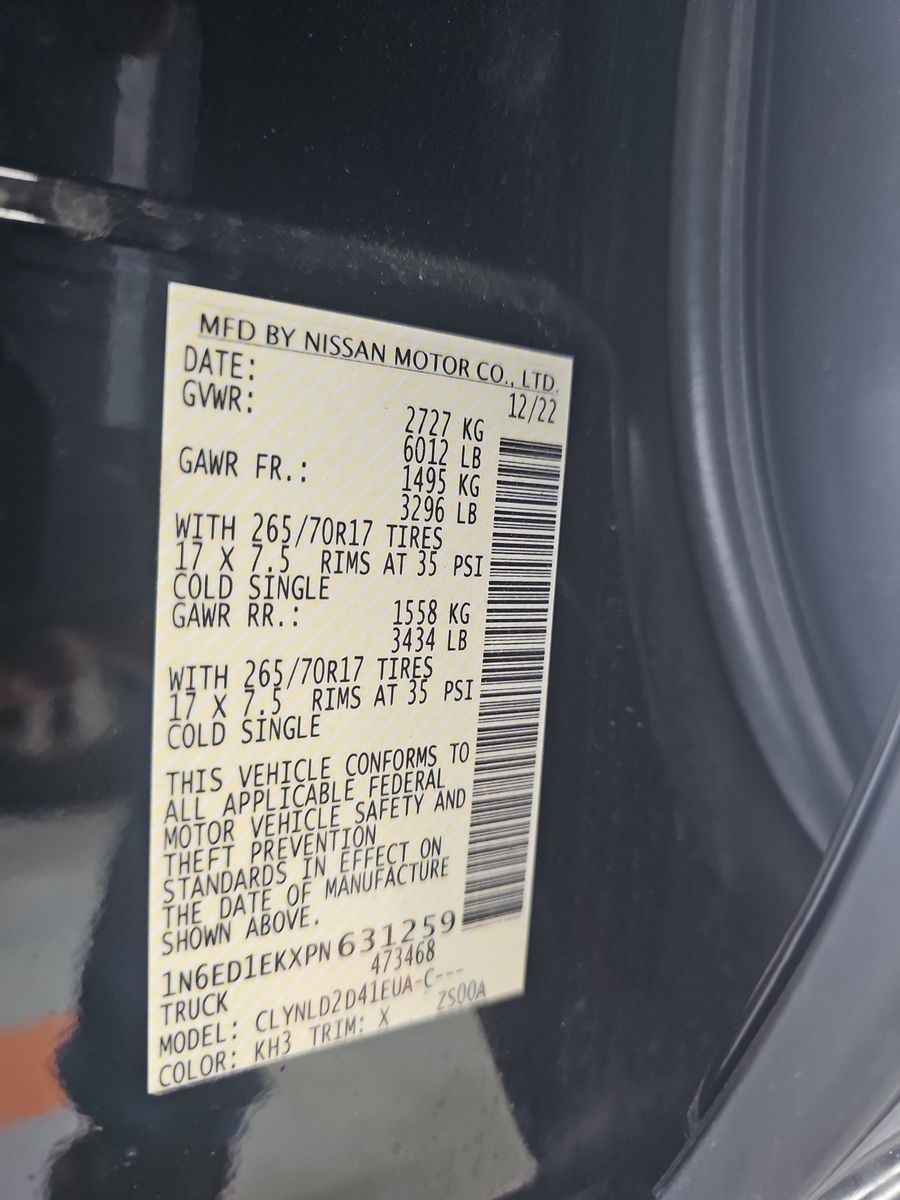 MFD BY NISSAN MOTOR CO., LTD.
DATE: 12/22
GVWR: 2727 KG
6012 LB
GAWR FR.: 1495 KG
3296 LB
WITH 265/70R17 TIRES
17 X 7.5 RIMS AT 35 PSI
COLD SINGLE
GAWR RR.: 1558 KG
3434 LB
WITH 265/70R17 TIRES
17 X 7.5 RIMS AT 35 PSI
COLD SINGLE
THIS VEHICLE CONFORMS TO
ALL APPLICABLE FEDERAL
MOTOR VEHICLE SAFETY AND
THEFT PREVENTION
STANDARDS IN EFFECT ON
THE DATE OF MANUFACTURE
SHOWN ABOVE.
1N6ED1EKXPN631259
TRUCK 473468
MODEL: CLYNLD2D41EUA-C---
COLOR: KH3 TRIM: X ZS00A